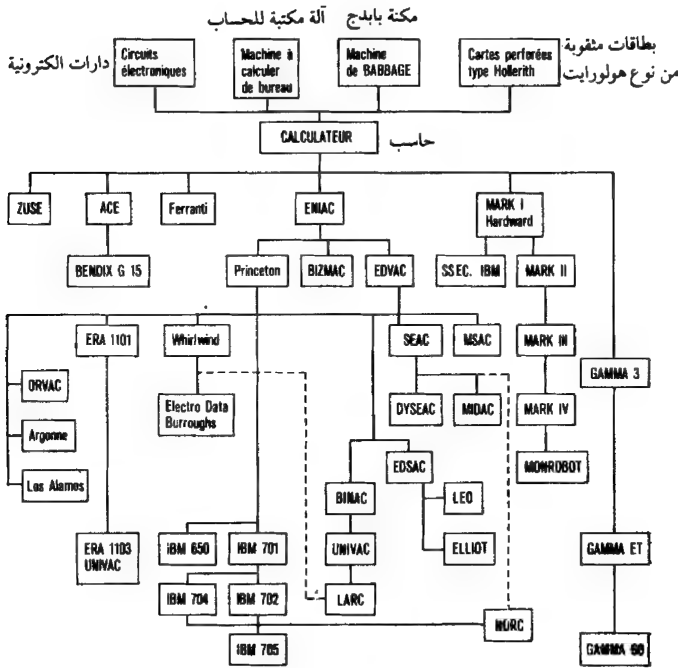 مكنة بابدج
آلة مكتبة للحساب
بطاقات مثقوبة
من نوع هولورايت
دارات الكترونية
Circuits
électroniques
Machine à
calculer
de bureau
Machine
de BABBAGE
Cartes perforées
type Hollerith
CALCULATEUR
حاسب
ZUSE
ACE
Ferranti
ENIAC
MARK I
Hardward
BENDIX G 15
Princeton
BIZMAC
EDVAC
SSEC. IBM
MARK II
ERA 1101
Whirlwind
SEAC
MSAC
MARK III
GAMMA 3
ORVAC
Electro Data
Burroughs
DYSEAC
MIDAC
MARK IV
Argonne
Los Alamos
EDSAC
MONROBOT
BINAC
LEO
ERA 1103
UNIVAC
IBM 650
IBM 701
UNIVAC
ELLIOT
GAMMA ET
IBM 704
IBM 702
LARC
NORC
IBM 705
GAMMA 60